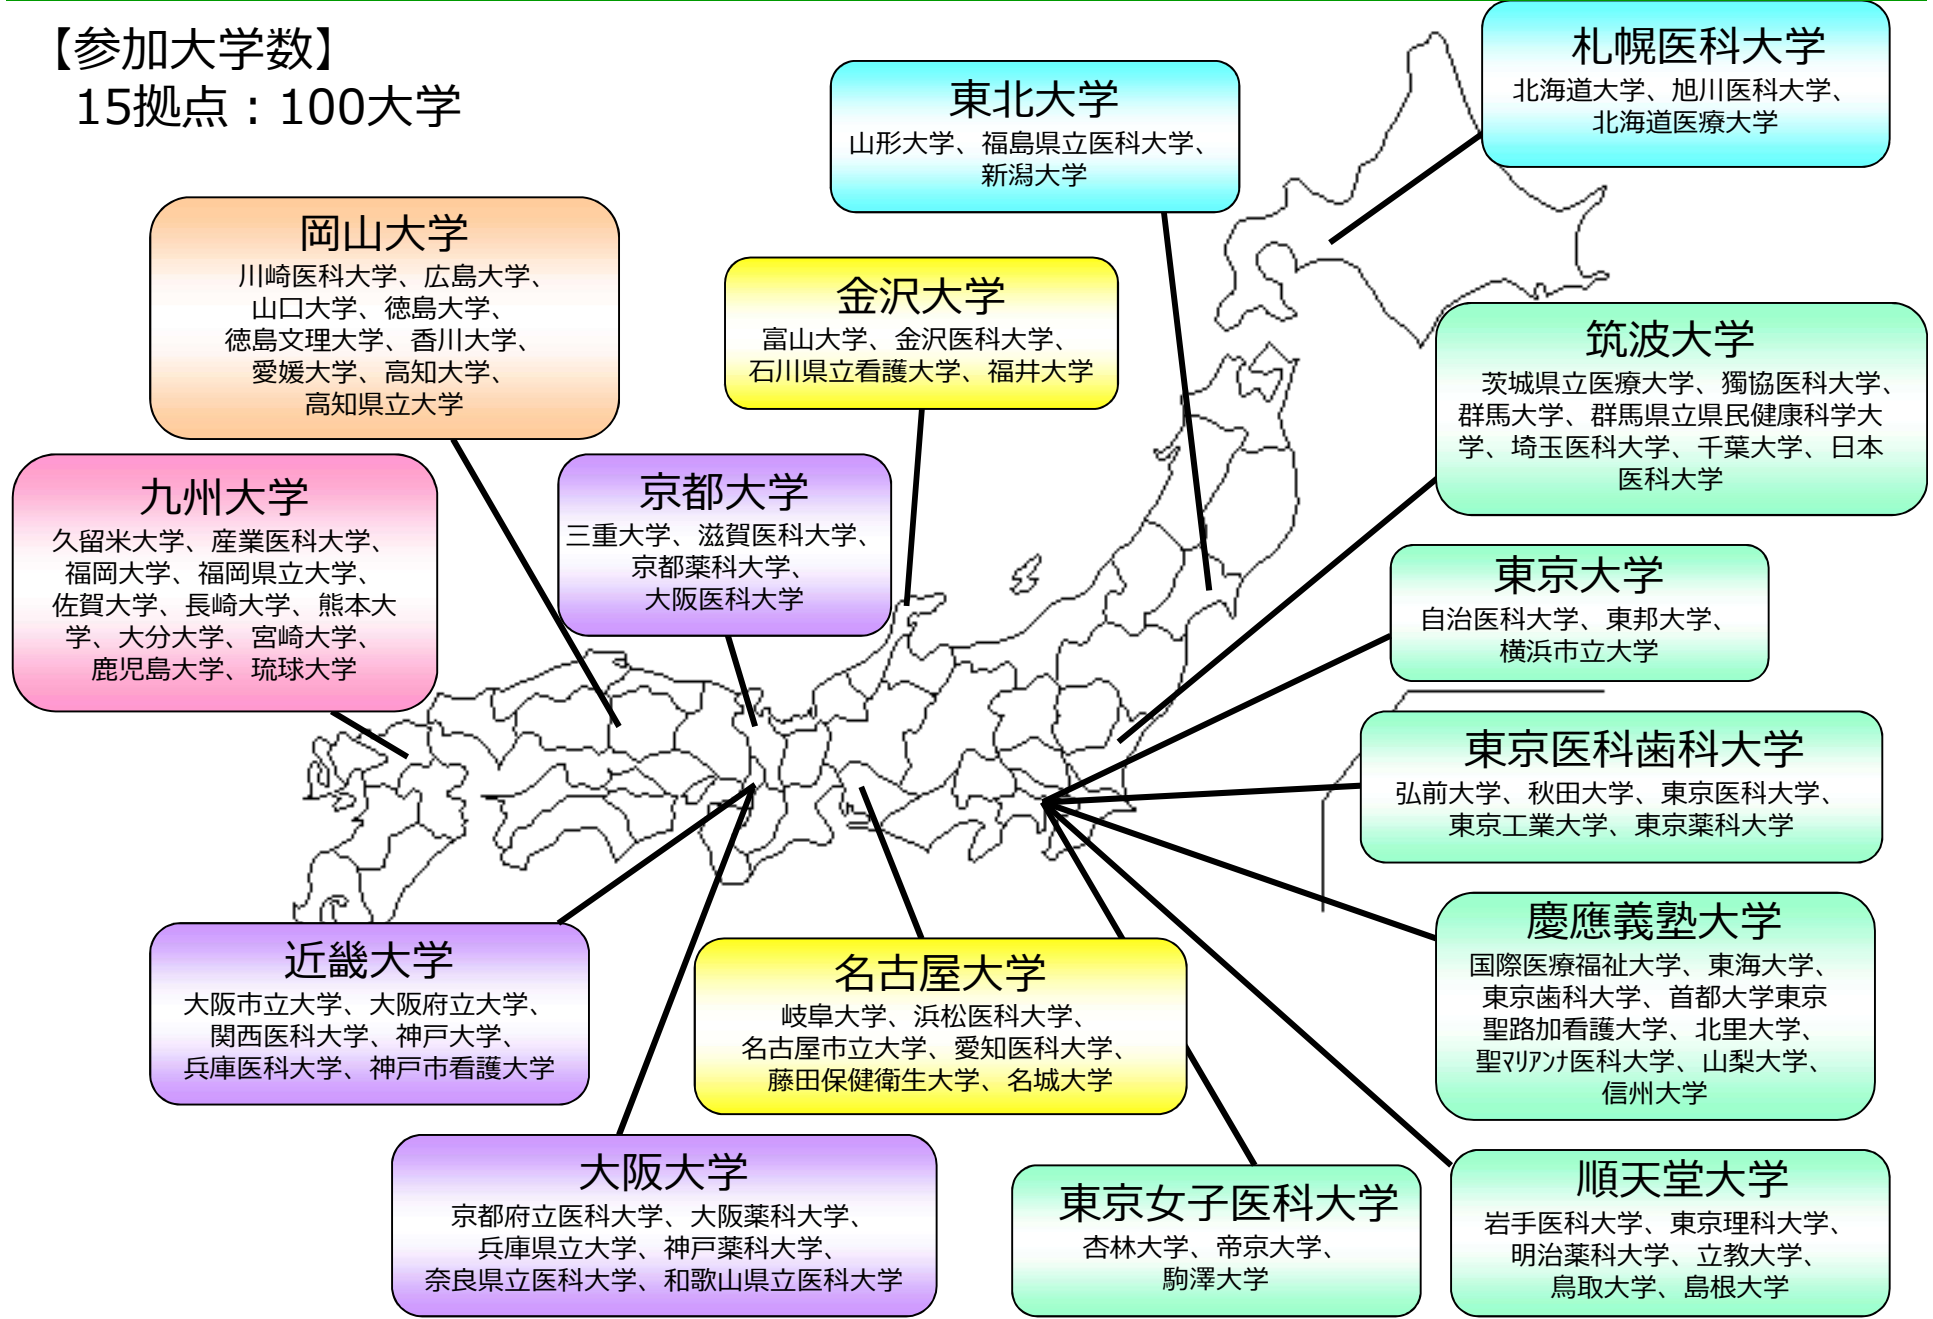 【参加大学数】
15拠点：100大学
札幌医科大学
北海道大学、旭川医科大学、
北海道医療大学
東北大学
山形大学、福島県立医科大学、
新潟大学
岡山大学
川崎医科大学、広島大学、
山口大学、徳島大学、
徳島文理大学、香川大学、
愛媛大学、高知大学、
高知県立大学
金沢大学
富山大学、金沢医科大学、
石川県立看護大学、福井大学
筑波大学
茨城県立医療大学、獨協医科大学、
群馬大学、群馬県立県民健康科学大
学、埼玉医科大学、千葉大学、日本
医科大学
九州大学
久留米大学、産業医科大学、
福岡大学、福岡県立大学、
佐賀大学、長崎大学、熊本大
学、大分大学、宮崎大学、
鹿児島大学、琉球大学
京都大学
三重大学、滋賀医科大学、
京都薬科大学、
大阪医科大学
東京大学
自治医科大学、東邦大学、
横浜市立大学
東京医科歯科大学
弘前大学、秋田大学、東京医科大学、
東京工業大学、東京薬科大学
慶應義塾大学
国際医療福祉大学、東海大学、
東京歯科大学、首都大学東京
聖路加看護大学、北里大学、
聖ﾏﾘｱﾝﾅ医科大学、山梨大学、
信州大学
近畿大学
大阪市立大学、大阪府立大学、
関西医科大学、神戸大学、
兵庫医科大学、神戸市看護大学
名古屋大学
岐阜大学、浜松医科大学、
名古屋市立大学、愛知医科大学、
藤田保健衛生大学、名城大学
大阪大学
京都府立医科大学、大阪薬科大学、
兵庫県立大学、神戸薬科大学、
奈良県立医科大学、和歌山県立医科大学
東京女子医科大学
杏林大学、帝京大学、
駒澤大学
順天堂大学
岩手医科大学、東京理科大学、
明治薬科大学、立教大学、
鳥取大学、島根大学